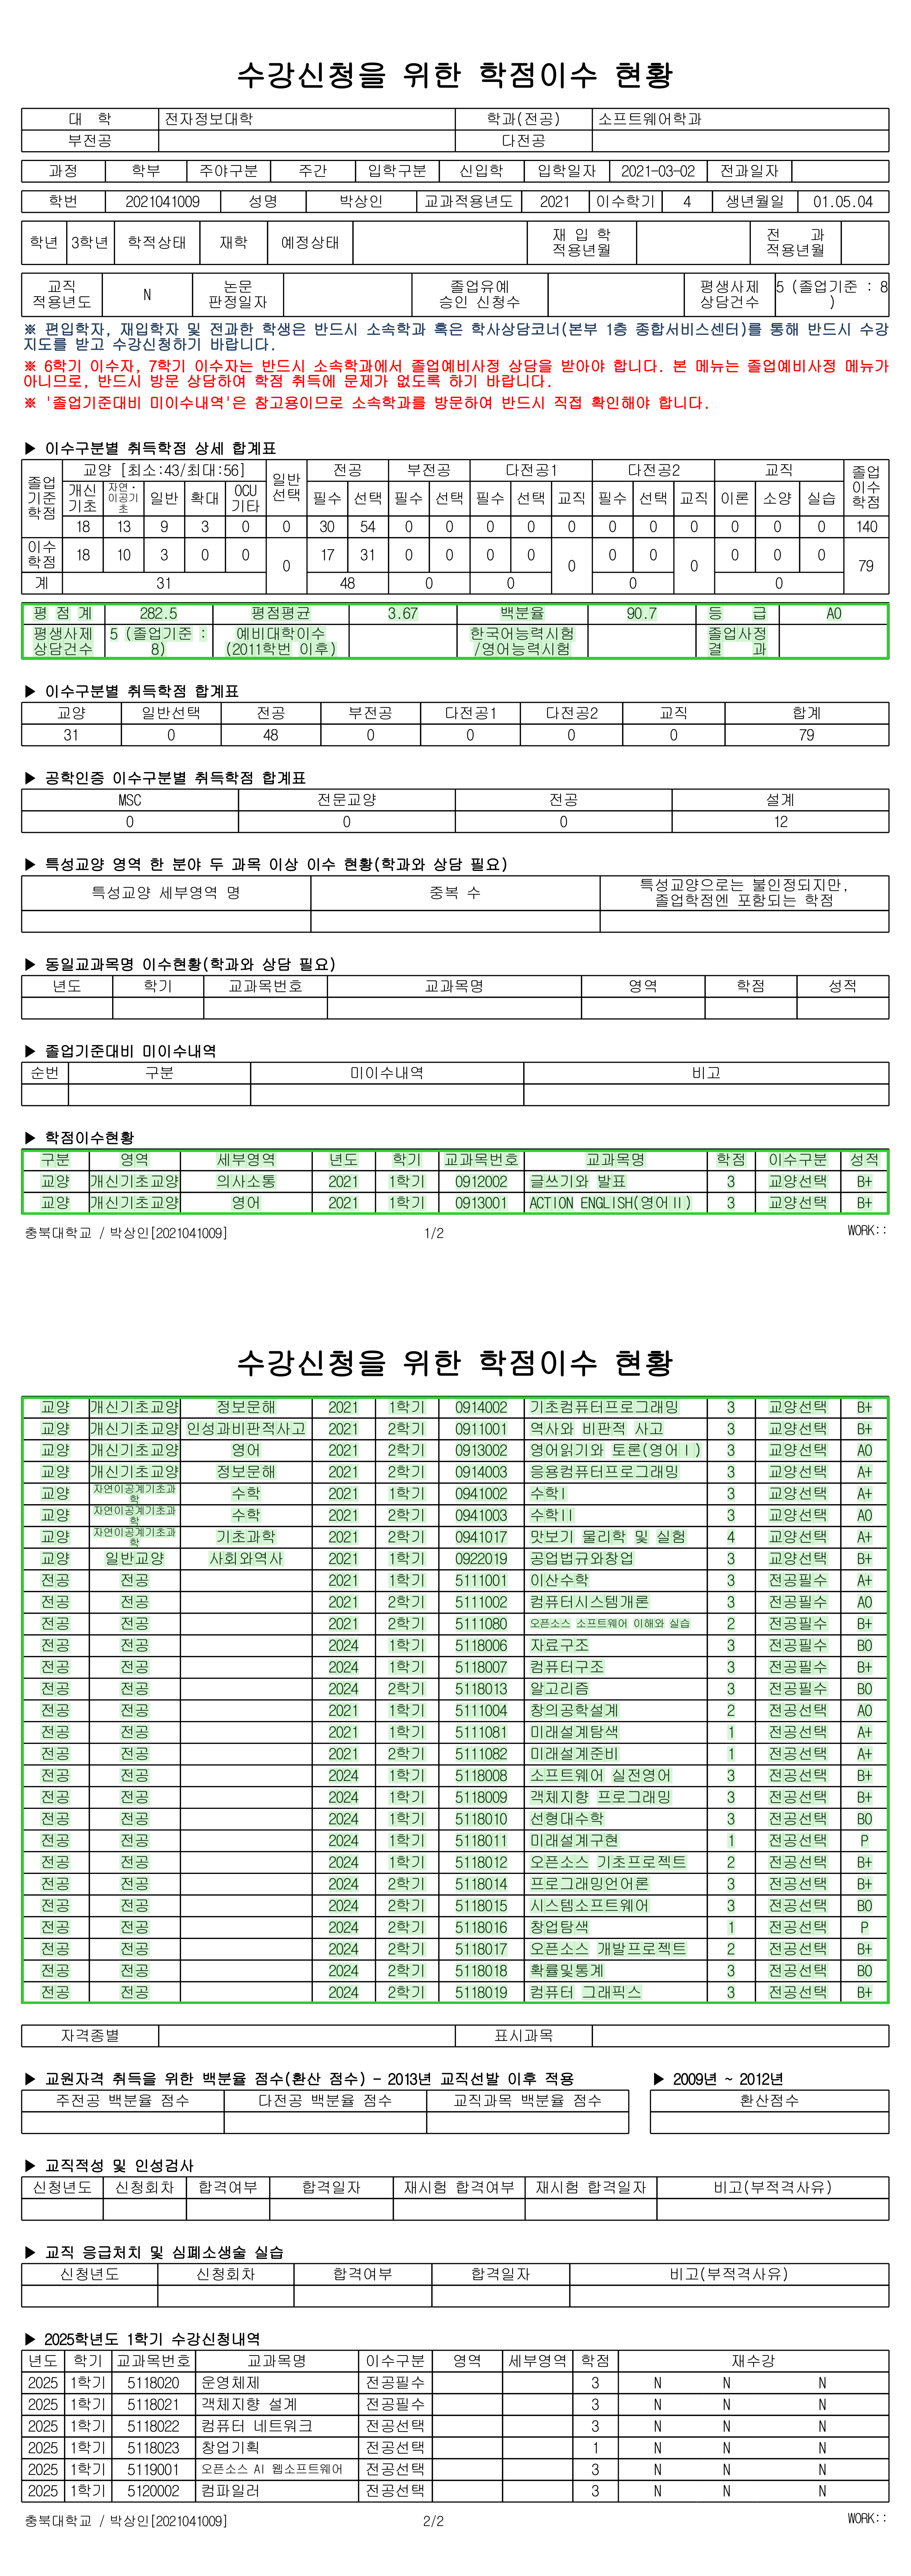 수강신청을 위한 학점이수 현황
대 학 전자정보대학 학과(전공) 소프트웨어학과
부전공 다전공
과정 학부 주야구분 주간 입학구분 신입학 입학일자 2021-03-02 전과일자
학번 2021041009 성명 박상인 교과적용년도 2021 이수학기 4 생년월일 01.05.04
학년 3학년 학적상태 재학 예정상태 재 입 학 적용년월 전 과 적용년월
교직 적용년도 N 논문 판정일자 졸업유예 승인 신청수 평생사제 상담건수 5 (졸업기준 : 8 )
※ 편입학자, 재입학자 및 전과한 학생은 반드시 소속학과 혹은 학사상담코너(본부 1층 종합서비스센터)를 통해 반드시 수강
지도를 받고 수강신청하기 바랍니다.
※ 6학기 이수자, 7학기 이수자는 반드시 소속학과에서 졸업예비사정 상담을 받아야 합니다. 본 메뉴는 졸업예비사정 메뉴가
아니므로, 반드시 방문 상담하여 학점 취득에 문제가 없도록 하기 바랍니다.
※ '졸업기준대비 미이수내역'은 참고용이므로 소속학과를 방문하여 반드시 직접 확인해야 합니다.
▶ 이수구분별 취득학점 상세 합계표
졸업 기준 학점 교양 [최소:43/최대:56] 일반 선택 전공 부전공 다전공1 다전공2 교직 졸업 이수 학점
개신 기초 자연·이공기초 일반 확대 OCU 기타 필수 선택 필수 선택 필수 선택 교직 필수 선택 교직 이론 소양 실습
18 13 9 3 0 0 30 54 0 0 0 0 0 0 0 0 0 0 0 140
이수 학점 18 10 3 0 0 0 17 31 0 0 0 0 0 0 0 0 0 0 0 79
계 31 48 0 0 0 0
평 점 계 282.5 평점평균 3.67 백분율 90.7 등 급 A0
평생사제 상담건수 5 (졸업기준 : 8) 예비대학이수 (2011학번 이후) 한국어능력시험 /영어능력시험 졸업사정 결 과
▶ 이수구분별 취득학점 합계표
교양 일반선택 전공 부전공 다전공1 다전공2 교직 합계
31 0 48 0 0 0 0 79
▶ 공학인증 이수구분별 취득학점 합계표
MSC 전문교양 전공 설계
0 0 0 12
▶ 특성교양 영역 한 분야 두 과목 이상 이수 현황(학과와 상담 필요)
특성교양 세부영역 명 중복 수 특성교양으로는 불인정되지만, 졸업학점엔 포함되는 학점
▶ 동일교과목명 이수현황(학과와 상담 필요)
년도 학기 교과목번호 교과목명 영역 학점 성적
▶ 졸업기준대비 미이수내역
순번 구분 미이수내역 비고
▶ 학점이수현황
구분 영역 세부영역 년도 학기 교과목번호 교과목명 학점 이수구분 성적
교양 개신기초교양 의사소통 2021 1학기 0912002 글쓰기와 발표 3 교양선택 B+
교양 개신기초교양 영어 2021 1학기 0913001 ACTION ENGLISH(영어Ⅱ) 3 교양선택 B+
충북대학교 / 박상인[2021041009] 1/2 WORK::
수강신청을 위한 학점이수 현황
교양 개신기초교양 정보문해 2021 1학기 0914002 기초컴퓨터프로그래밍 3 교양선택 B+
교양 개신기초교양 인성과비판적사고 2021 2학기 0911001 역사와 비판적 사고 3 교양선택 B+
교양 개신기초교양 영어 2021 2학기 0913002 영어읽기와 토론(영어Ⅰ) 3 교양선택 A0
교양 개신기초교양 정보문해 2021 2학기 0914003 응용컴퓨터프로그래밍 3 교양선택 A+
교양 자연이공계기초과학 수학 2021 1학기 0941002 수학I 3 교양선택 A+
교양 자연이공계기초과학 수학 2021 2학기 0941003 수학II 3 교양선택 A0
교양 자연이공계기초과학 기초과학 2021 2학기 0941017 맛보기 물리학 및 실험 4 교양선택 A+
교양 일반교양 사회와역사 2021 1학기 0922019 공업법규와창업 3 교양선택 B+
전공 전공 2021 1학기 5111001 이산수학 3 전공필수 A+
전공 전공 2021 2학기 5111002 컴퓨터시스템개론 3 전공필수 A0
전공 전공 2021 2학기 5111080 오픈소스 소프트웨어 이해와 실습 2 전공필수 B+
전공 전공 2024 1학기 5118006 자료구조 3 전공필수 B0
전공 전공 2024 1학기 5118007 컴퓨터구조 3 전공필수 B+
전공 전공 2024 2학기 5118013 알고리즘 3 전공필수 B0
전공 전공 2021 1학기 5111004 창의공학설계 2 전공선택 A0
전공 전공 2021 1학기 5111081 미래설계탐색 1 전공선택 A+
전공 전공 2021 2학기 5111082 미래설계준비 1 전공선택 A+
전공 전공 2024 1학기 5118008 소프트웨어 실전영어 3 전공선택 B+
전공 전공 2024 1학기 5118009 객체지향 프로그래밍 3 전공선택 B+
전공 전공 2024 1학기 5118010 선형대수학 3 전공선택 B0
전공 전공 2024 1학기 5118011 미래설계구현 1 전공선택 P
전공 전공 2024 1학기 5118012 오픈소스 기초프로젝트 2 전공선택 B+
전공 전공 2024 2학기 5118014 프로그래밍언어론 3 전공선택 B+
전공 전공 2024 2학기 5118015 시스템소프트웨어 3 전공선택 B0
전공 전공 2024 2학기 5118016 창업탐색 1 전공선택 P
전공 전공 2024 2학기 5118017 오픈소스 개발프로젝트 2 전공선택 B+
전공 전공 2024 2학기 5118018 확률및통계 3 전공선택 B0
전공 전공 2024 2학기 5118019 컴퓨터 그래픽스 3 전공선택 B+
자격종별 표시과목
▶ 교원자격 취득을 위한 백분율 점수(환산 점수) - 2013년 교직선발 이후 적용 ▶ 2009년 ~ 2012년
주전공 백분율 점수 다전공 백분율 점수 교직과목 백분율 점수 환산점수
▶ 교직적성 및 인성검사
신청년도 신청회차 합격여부 합격일자 재시험 합격여부 재시험 합격일자 비고(부적격사유)
▶ 교직 응급처치 및 심폐소생술 실습
신청년도 신청회차 합격여부 합격일자 비고(부적격사유)
▶ 2025학년도 1학기 수강신청내역
년도 학기 교과목번호 교과목명 이수구분 영역 세부영역 학점 재수강
2025 1학기 5118020 운영체제 전공필수 3 N N N
2025 1학기 5118021 객체지향 설계 전공필수 3 N N N
2025 1학기 5118022 컴퓨터 네트워크 전공선택 3 N N N
2025 1학기 5118023 창업기획 전공선택 1 N N N
2025 1학기 5119001 오픈소스 AI 웹소프트웨어 전공선택 3 N N N
2025 1학기 5120002 컴파일러 전공선택 3 N N N
충북대학교 / 박상인[2021041009] 2/2 WORK::